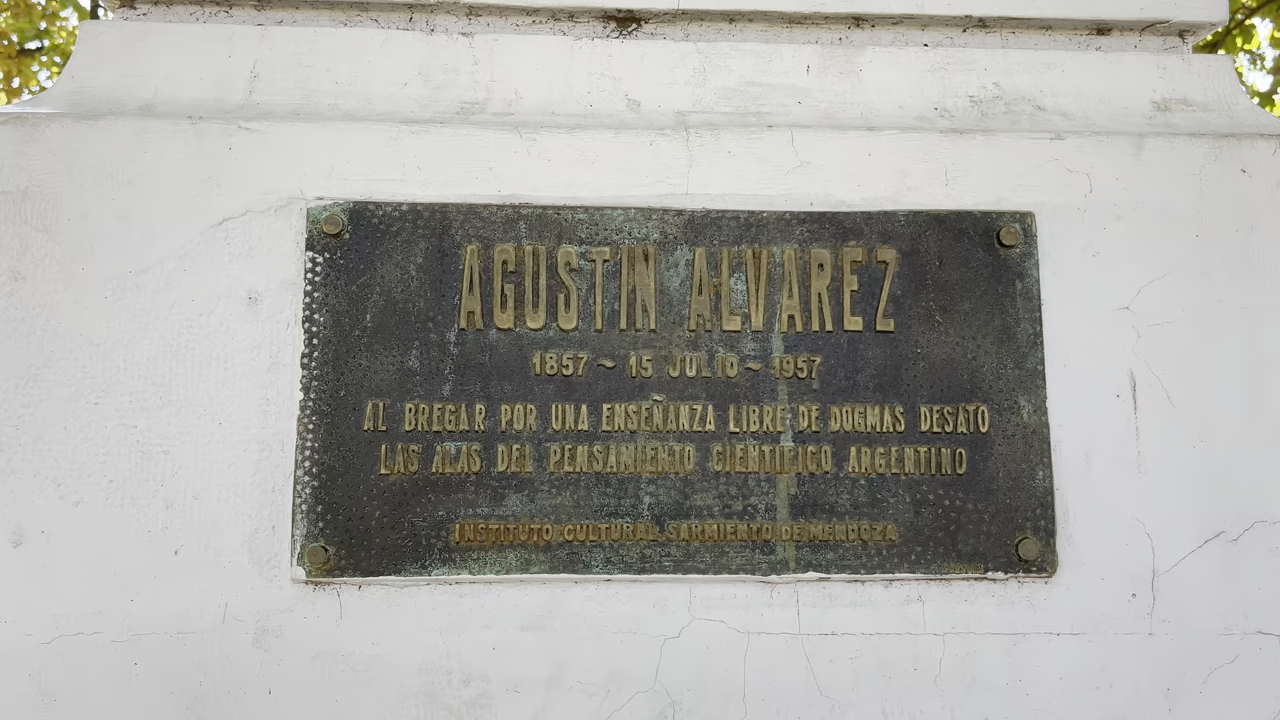 AGUSTIN ALVAREZ
1857 ~ 15 JULIO ~ 1957
AL BREGAR POR UNA ENSEÑANZA LIBRE DE DOGMAS DESATO
LAS ALAS DEL PENSAMIENTO CIENTIFICO ARGENTINO
INSTITUTO CULTURAL SARMIENTO DE MENDOZA